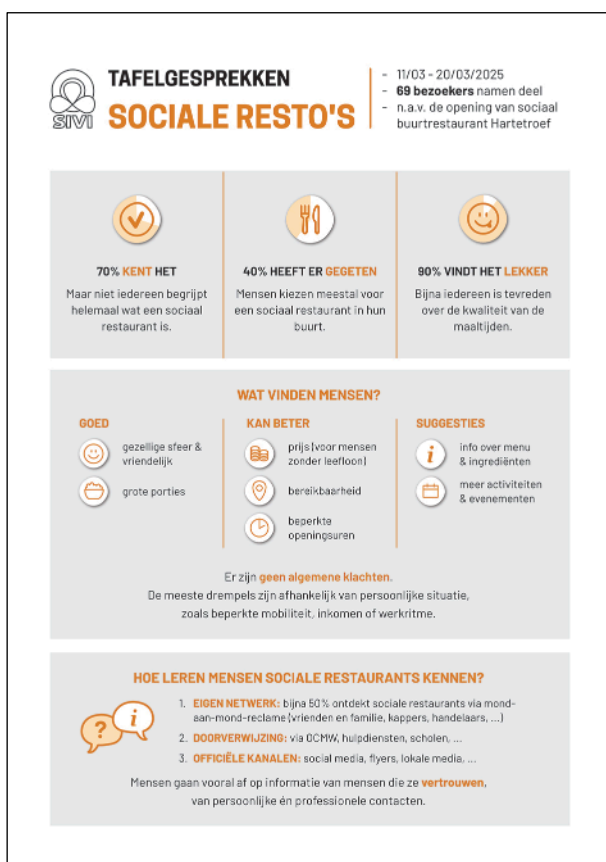 SIVI
TAFELGESPREKKEN
SOCIALE RESTO'S
- 11/03 - 20/03/2025
- 69 bezoekers namen deel
- n.a.v. de opening van sociaal
buurtrestaurant Hartetroef
70% KENT HET
Maar niet iedereen begrijpt
helemaal wat een sociaal
restaurant is.
40% HEEFT ER GEGETEN
Mensen kiezen meestal voor
een sociaal restaurant in hun
buurt.
90% VINDT HET LEKKER
Bijna iedereen is tevreden
over de kwaliteit van de
maaltijden.
WAT VINDEN MENSEN?
GOED
gezellige sfeer &
vriendelijk
grote porties
KAN BETER
prijs (voor mensen
zonder leefloon)
bereikbaarheid
beperkte
openingsuren
SUGGESTIES
i
info over menu
& ingrediënten
meer activiteiten
& evenementen
Er zijn geen algemene klachten.
De meeste drempels zijn afhankelijk van persoonlijke situatie,
zoals beperkte mobiliteit, inkomen of werkritme.
HOE LEREN MENSEN SOCIALE RESTAURANTS KENNEN?
? i
1. EIGEN NETWERK: bijna 50% ontdekt sociale restaurants via mond-
aan-mond-reclame (vrienden en familie, kappers, handelaars, ...)
2. DOORVERWIJZING: via OCMW, hulpdiensten, scholen, ...
3. OFFICIËLE KANALEN: social media, flyers, lokale media, ...
Mensen gaan vooral af op informatie van mensen die ze vertrouwen,
van persoonlijke én professionele contacten.